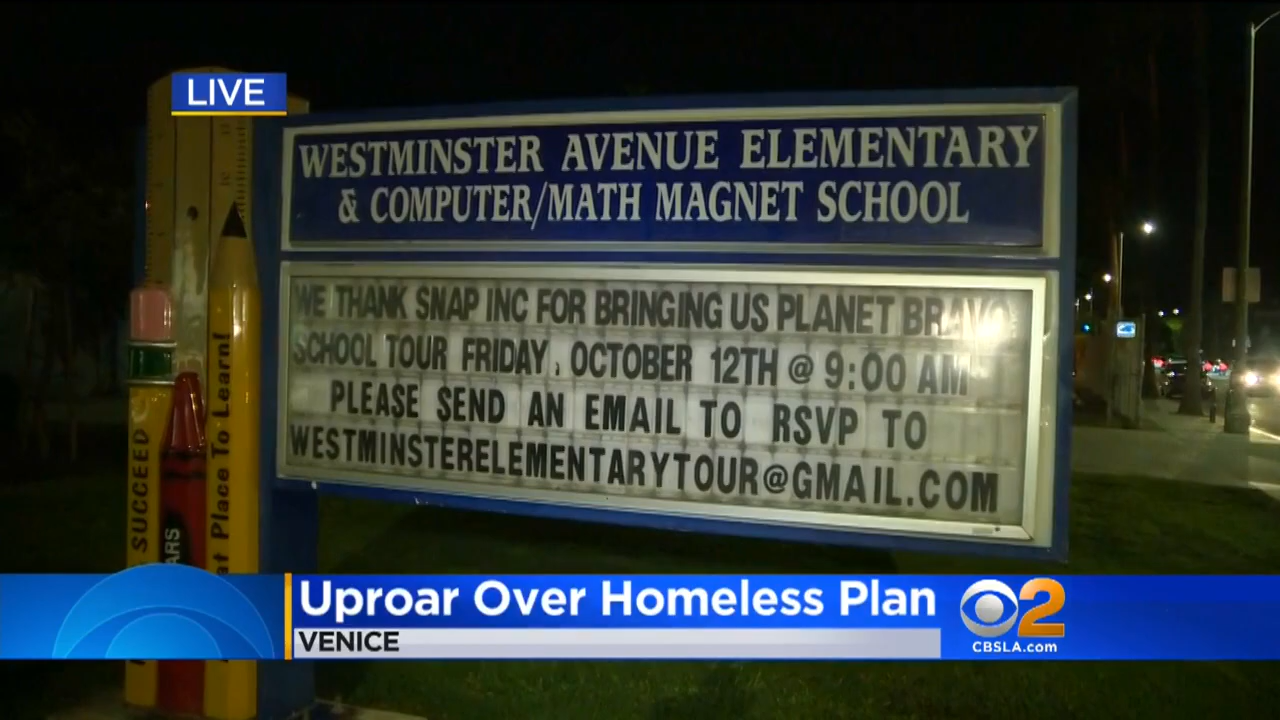 LIVE
WESTMINSTER AVENUE ELEMENTARY
& COMPUTER/MATH MAGNET SCHOOL
WE THANK SNAP INC FOR BRINGING US PLANET BRAVO
SCHOOL TOUR FRIDAY, OCTOBER 12TH @ 9:00 AM
PLEASE SEND AN EMAIL TO RSVP TO
WESTMINSTERELEMENTARYTOUR@GMAIL.COM
SUCCEED
at Place To Learn!
Uproar Over Homeless Plan
VENICE
2
CBSLA.com